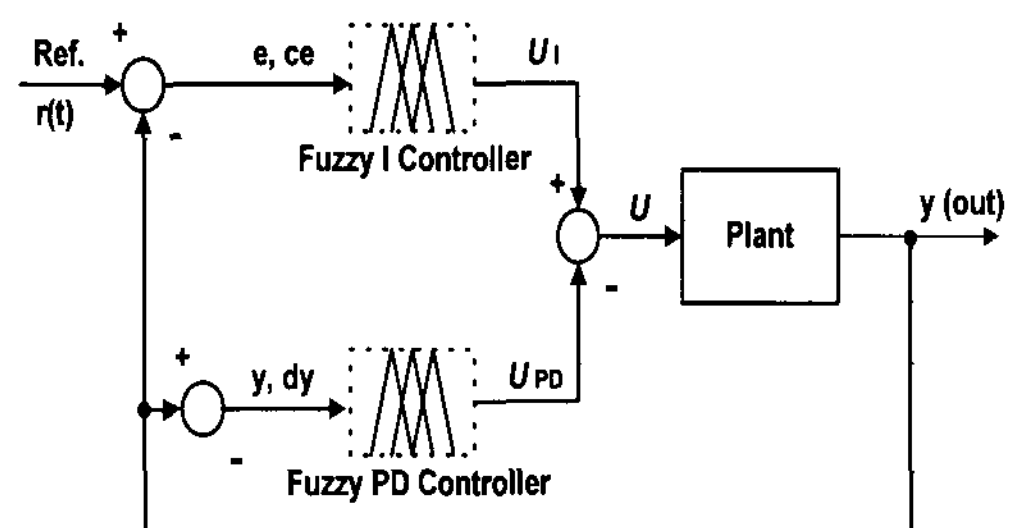 +
Ref.
r(t)
-
e, ce
Fuzzy I Controller
U I
+
U
-
Plant
y (out)
+
y, dy
-
Fuzzy PD Controller
U PD